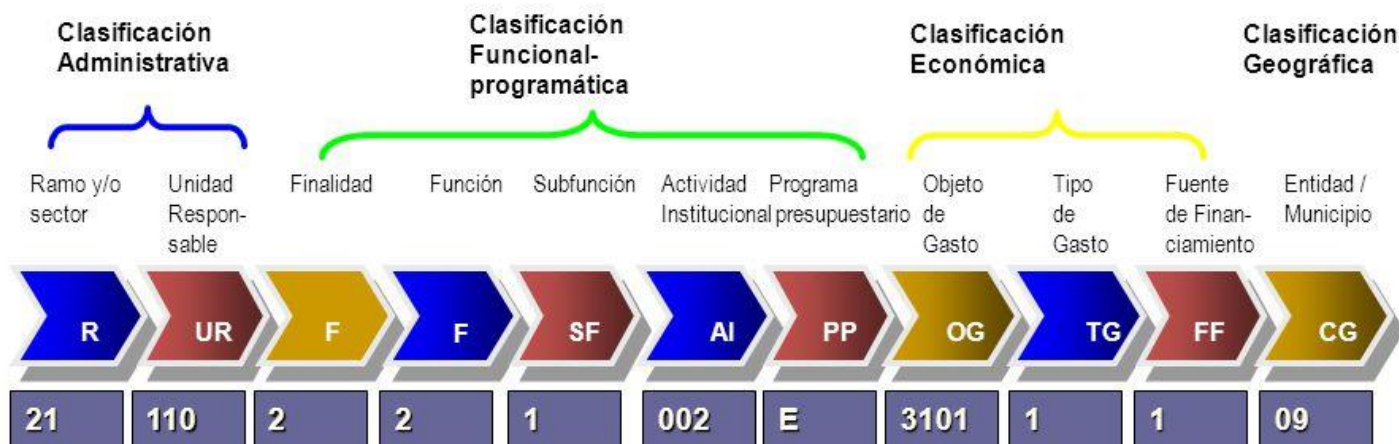 Clasificación
Administrativa
Clasificación
Funcional-
programática
Clasificación
Económica
Clasificación
Geográfica
Ramo y/o
sector
Unidad
Respon-
sable
Finalidad
Función
Subfunción
Actividad
Institucional
Programa
presupuestario
Objeto
de
Gasto
Tipo
de
Gasto
Fuente
de Finan-
ciamiento
Entidad /
Municipio
R
UR
F
F
SF
AI
PP
OG
TG
FF
CG
21
110
2
2
1
002
E
3101
1
1
09